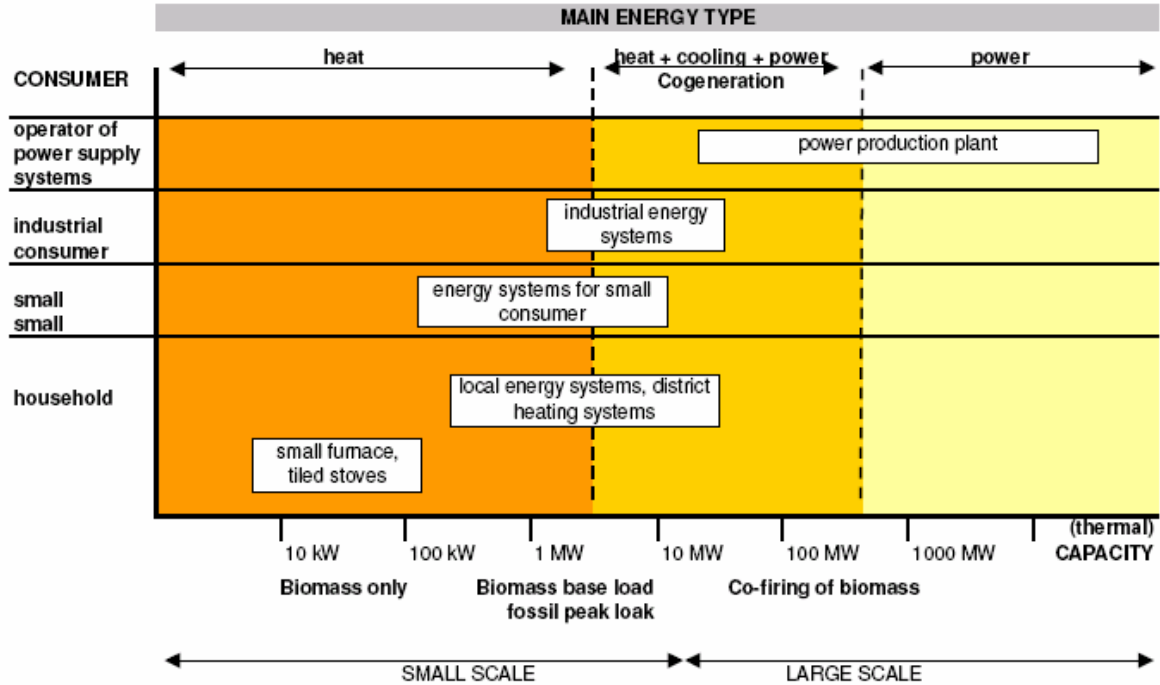 MAIN ENERGY TYPE
heat
heat + cooling + power
Cogeneration
power
CONSUMER
operator of
power supply
systems
power production plant
industrial
consumer
industrial energy
systems
small
small
energy systems for small
consumer
household
local energy systems, district
heating systems
small furnace,
tiled stoves
(thermal)
10 kW
100 kW
1 MW
10 MW
100 MW
1000 MW
CAPACITY
Biomass only
Biomass base load
fossil peak loak
Co-firing of biomass
SMALL SCALE
LARGE SCALE